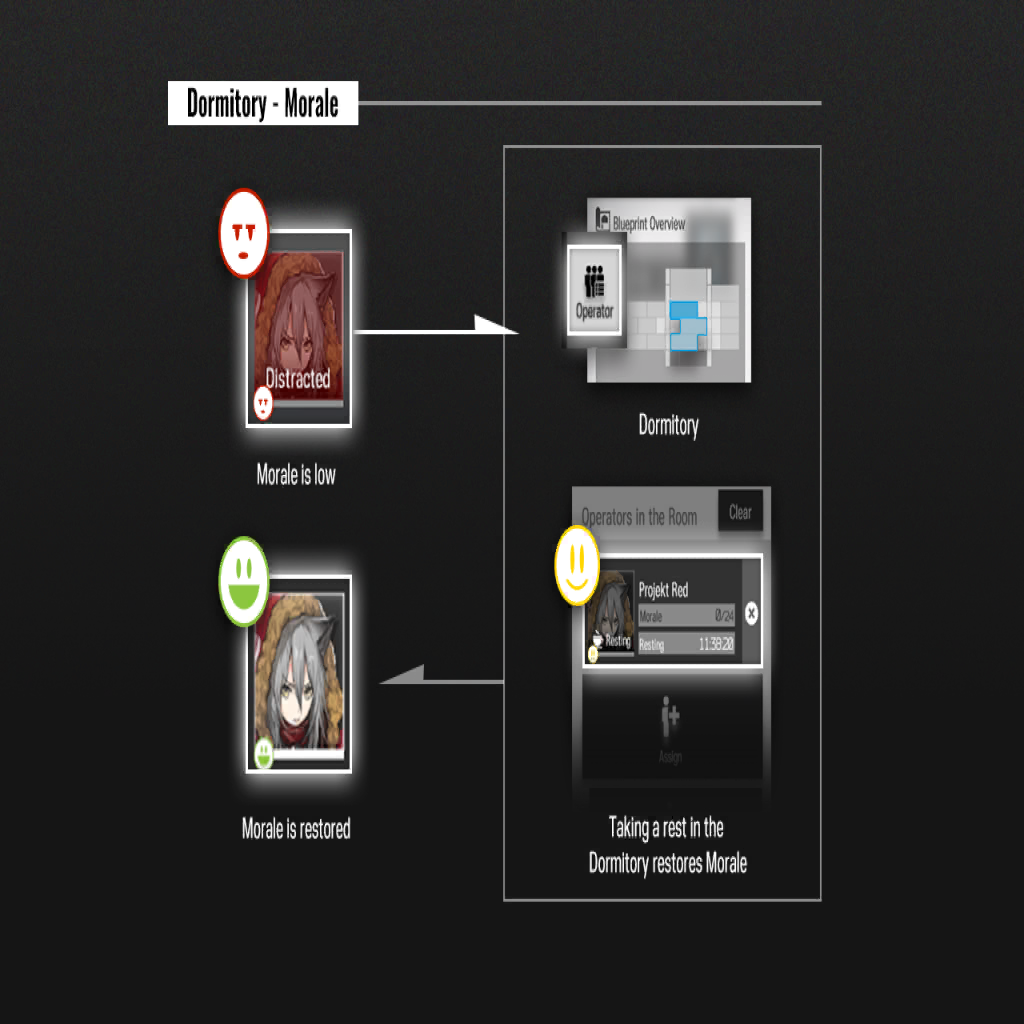 Dormitory - Morale
Distracted
Morale is low
Blueprint Overview
Operator
Dormitory
Operators in the Room
Clear
Projekt Red
Morale 0/24
Resting
Resting 11:38:20
Assign
Taking a rest in the
Dormitory restores Morale
Morale is restored